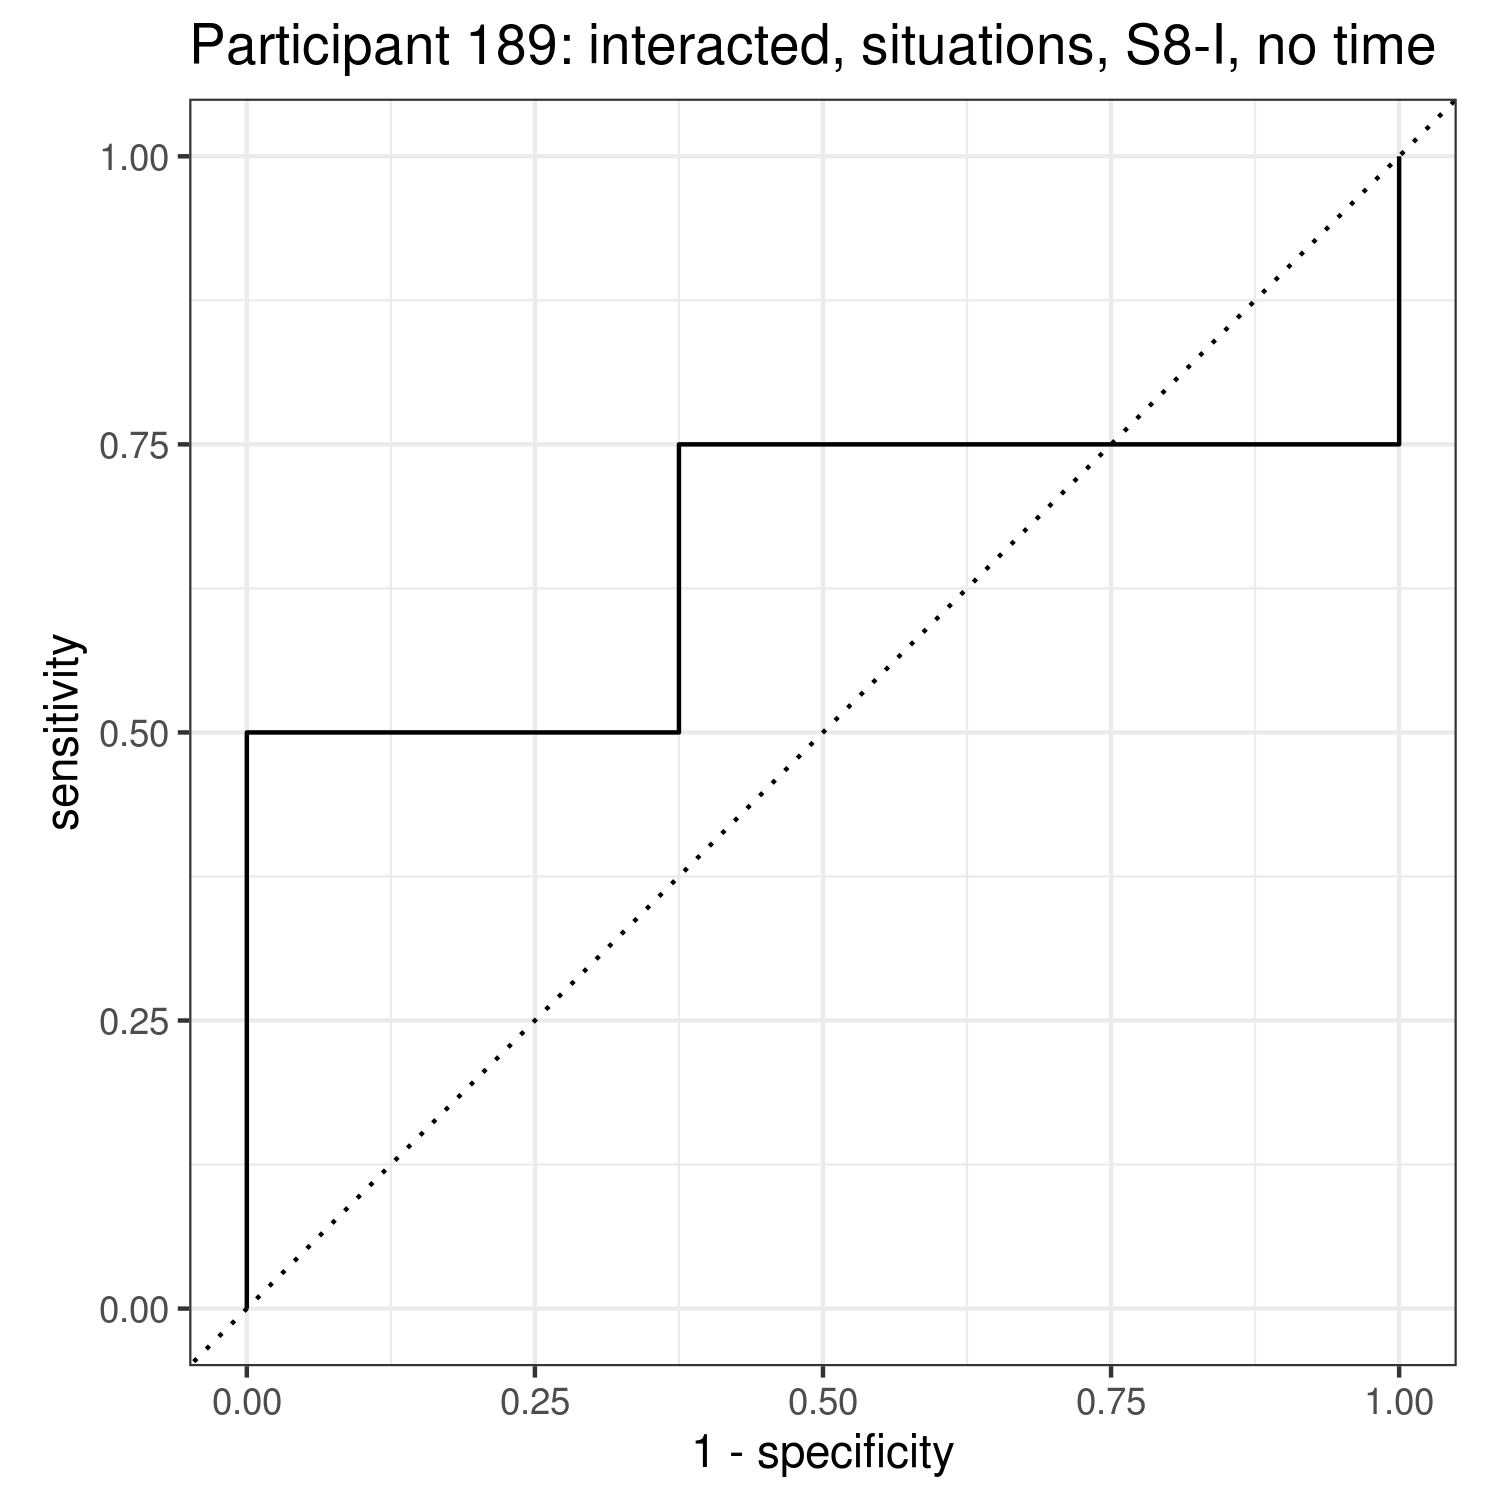 Participant 189: interacted, situations, S8-I, no time
1.00
0.75
0.50
0.25
0.00
sensitivity
0.00 0.25 0.50 0.75 1.00
1 - specificity